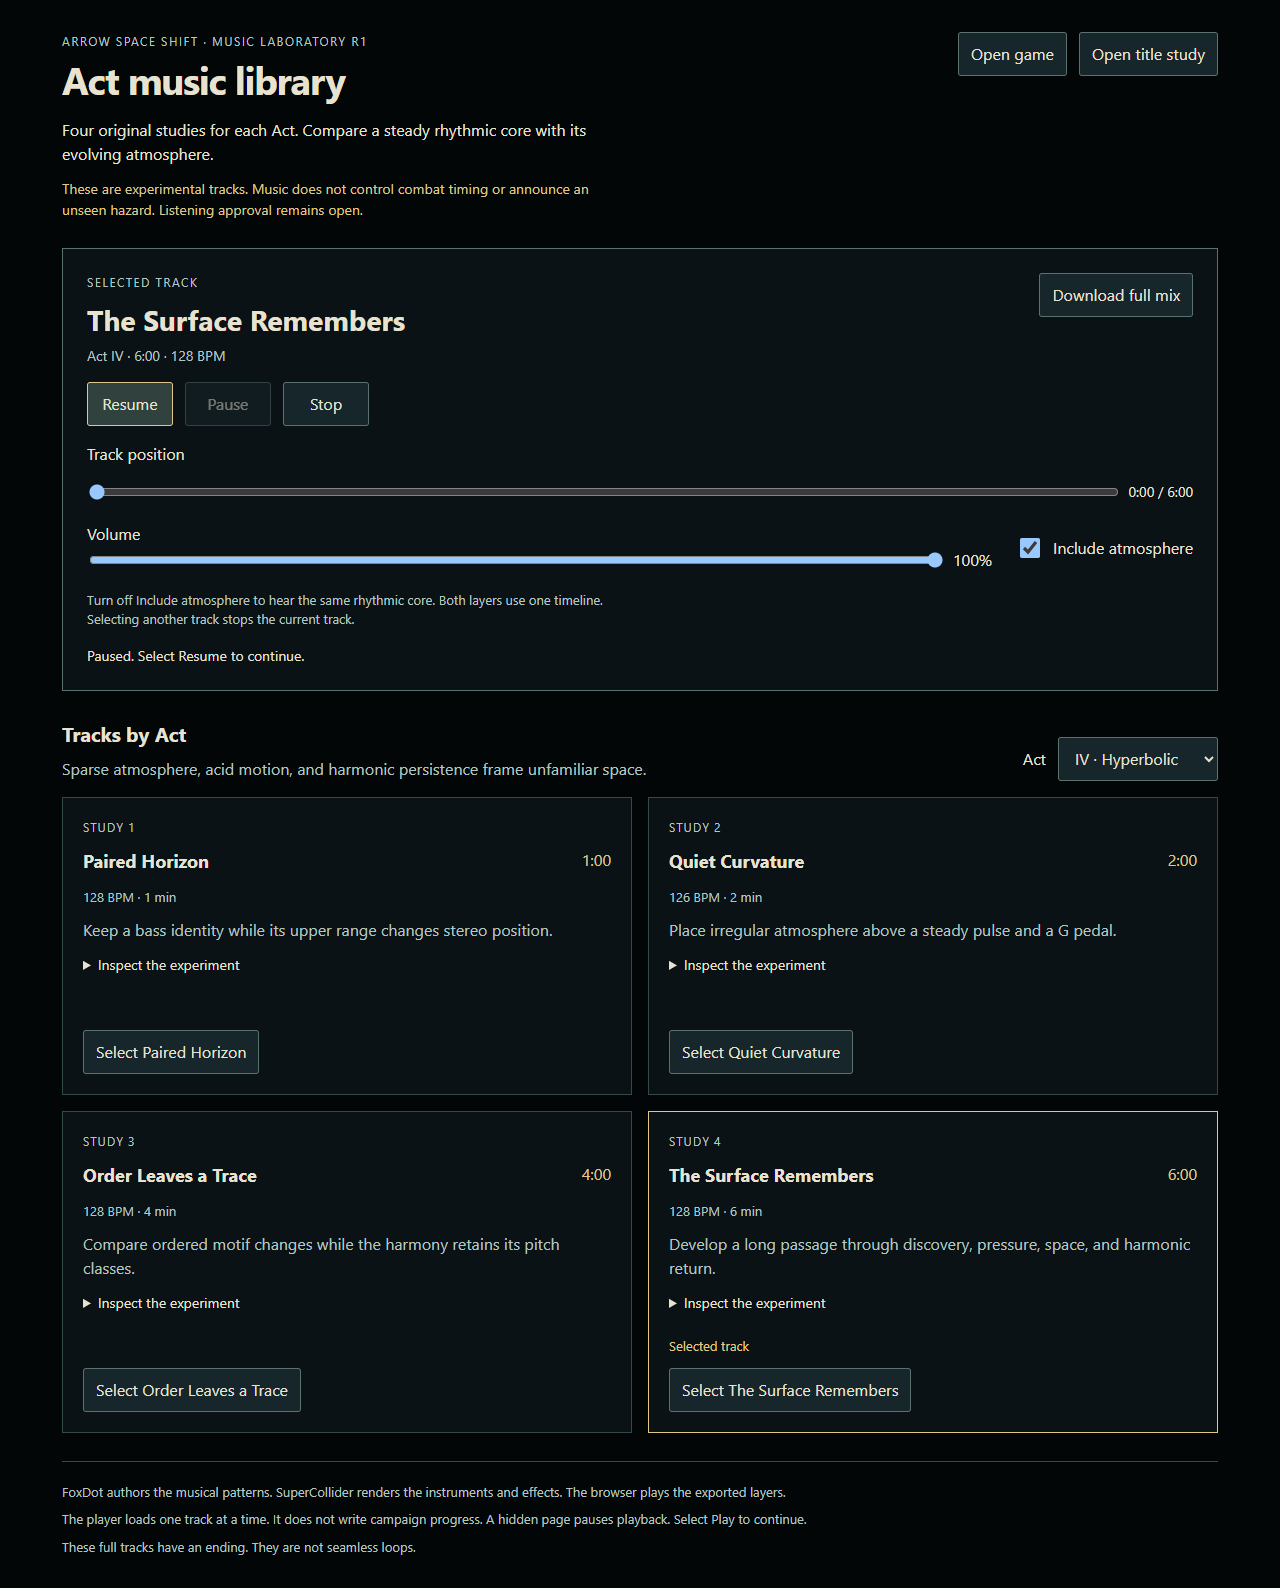 ARROW SPACE SHIFT · MUSIC LABORATORY R1
Open game
Open title study
Act music library
Four original studies for each Act. Compare a steady rhythmic core with its
evolving atmosphere.
These are experimental tracks. Music does not control combat timing or announce an
unseen hazard. Listening approval remains open.
SELECTED TRACK
Download full mix
The Surface Remembers
Act IV · 6:00 · 128 BPM
Resume
Pause
Stop
Track position
0:00 / 6:00
Volume
100%
Include atmosphere
Turn off Include atmosphere to hear the same rhythmic core. Both layers use one timeline.
Selecting another track stops the current track.
Paused. Select Resume to continue.
Tracks by Act
Sparse atmosphere, acid motion, and harmonic persistence frame unfamiliar space.
Act
IV · Hyperbolic
STUDY 1
Paired Horizon
1:00
128 BPM · 1 min
Keep a bass identity while its upper range changes stereo position.
Inspect the experiment
Select Paired Horizon
STUDY 2
Quiet Curvature
2:00
126 BPM · 2 min
Place irregular atmosphere above a steady pulse and a G pedal.
Inspect the experiment
Select Quiet Curvature
STUDY 3
Order Leaves a Trace
4:00
128 BPM · 4 min
Compare ordered motif changes while the harmony retains its pitch
classes.
Inspect the experiment
Select Order Leaves a Trace
STUDY 4
The Surface Remembers
6:00
128 BPM · 6 min
Develop a long passage through discovery, pressure, space, and harmonic
return.
Inspect the experiment
Selected track
Select The Surface Remembers
FoxDot authors the musical patterns. SuperCollider renders the instruments and effects. The browser plays the exported layers.
The player loads one track at a time. It does not write campaign progress. A hidden page pauses playback. Select Play to continue.
These full tracks have an ending. They are not seamless loops.